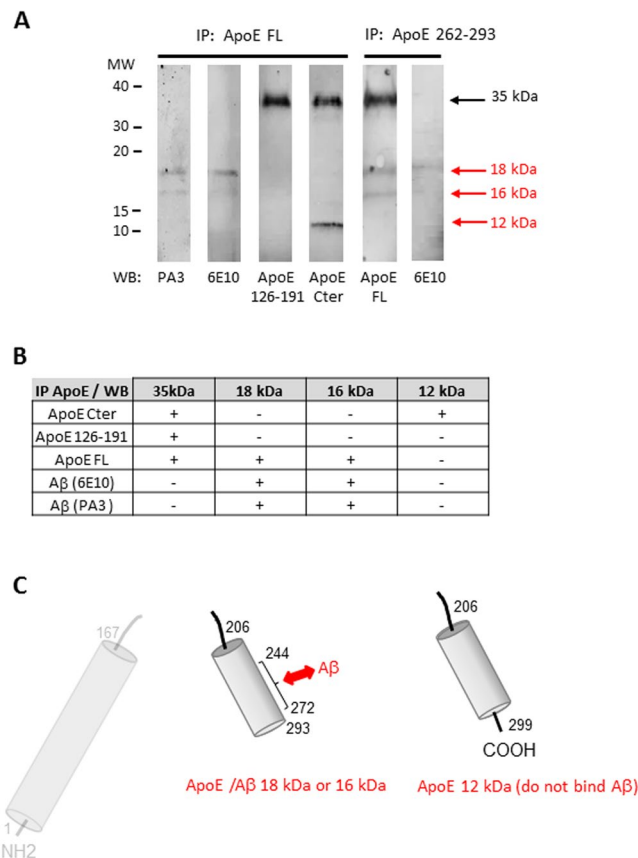 A
IP: ApoE FL
IP: ApoE 262-293
MW
40
30
20
15
10
35 kDa
18 kDa
16 kDa
12 kDa
WB: PA3 6E10 ApoE 126-191 ApoE Cter ApoE FL 6E10
B
IP ApoE / WB 35kDa 18 kDa 16 kDa 12 kDa
ApoE Cter + - - +
ApoE 126-191 + - - -
ApoE FL + + + -
Aβ (6E10) - + + -
Aβ (PA3) - + + -
C
167
1
NH2
206
244
Aβ
272
293
ApoE /Aβ 18 kDa or 16 kDa
206
299
COOH
ApoE 12 kDa (do not bind Aβ)